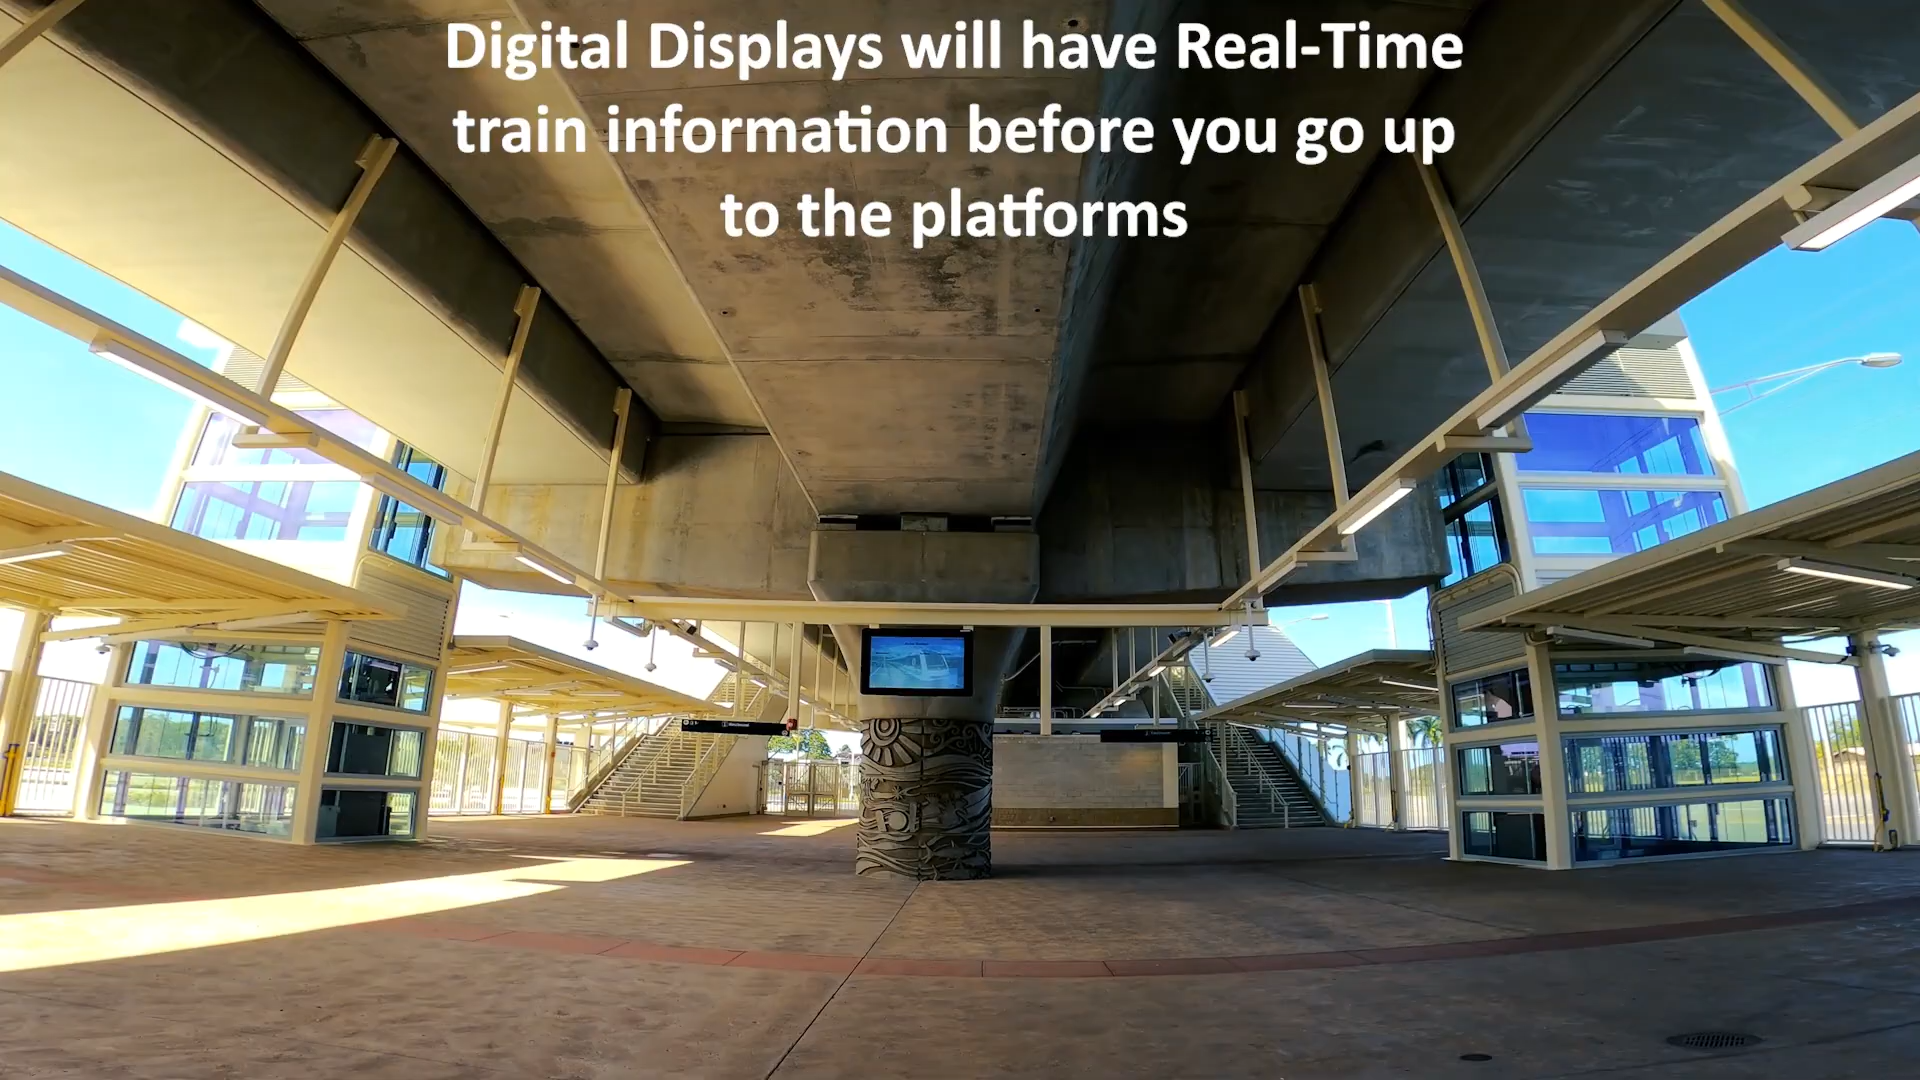 Digital Displays will have Real-Time
train information before you go up
to the platforms